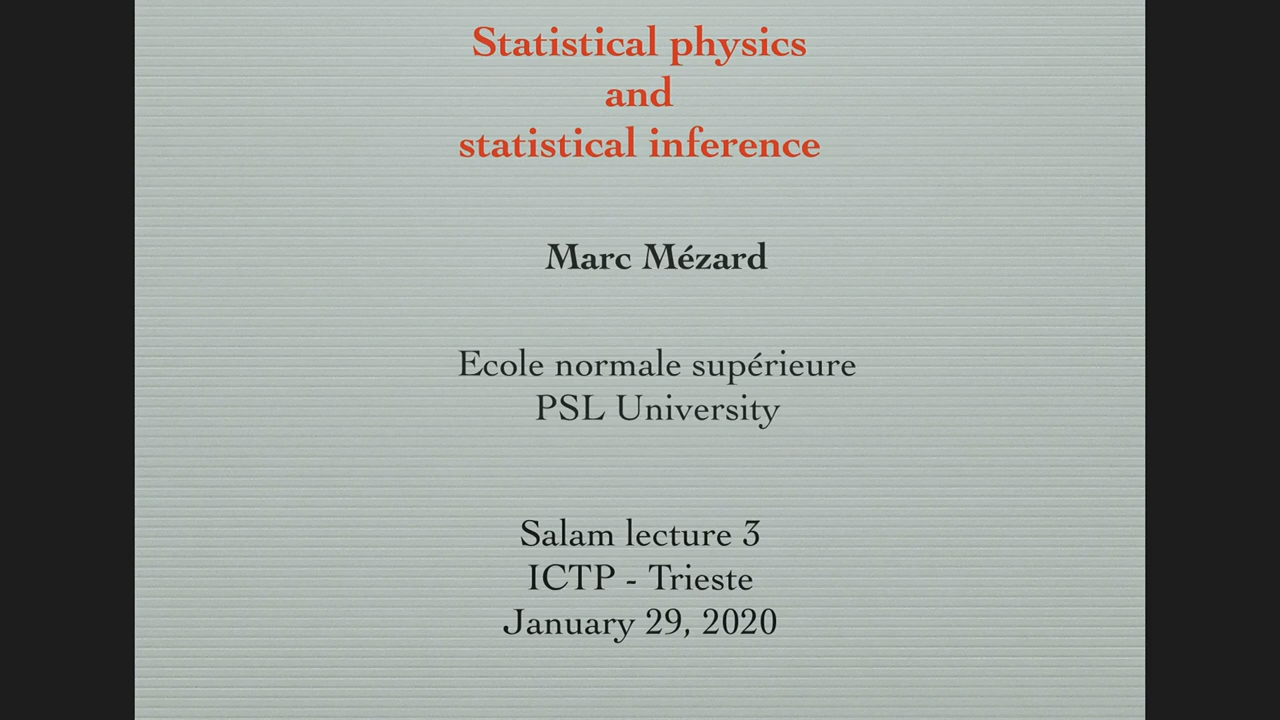 Statistical physics
and
statistical inference
Marc Mézard
Ecole normale supérieure
PSL University
Salam lecture 3
ICTP - Trieste
January 29, 2020